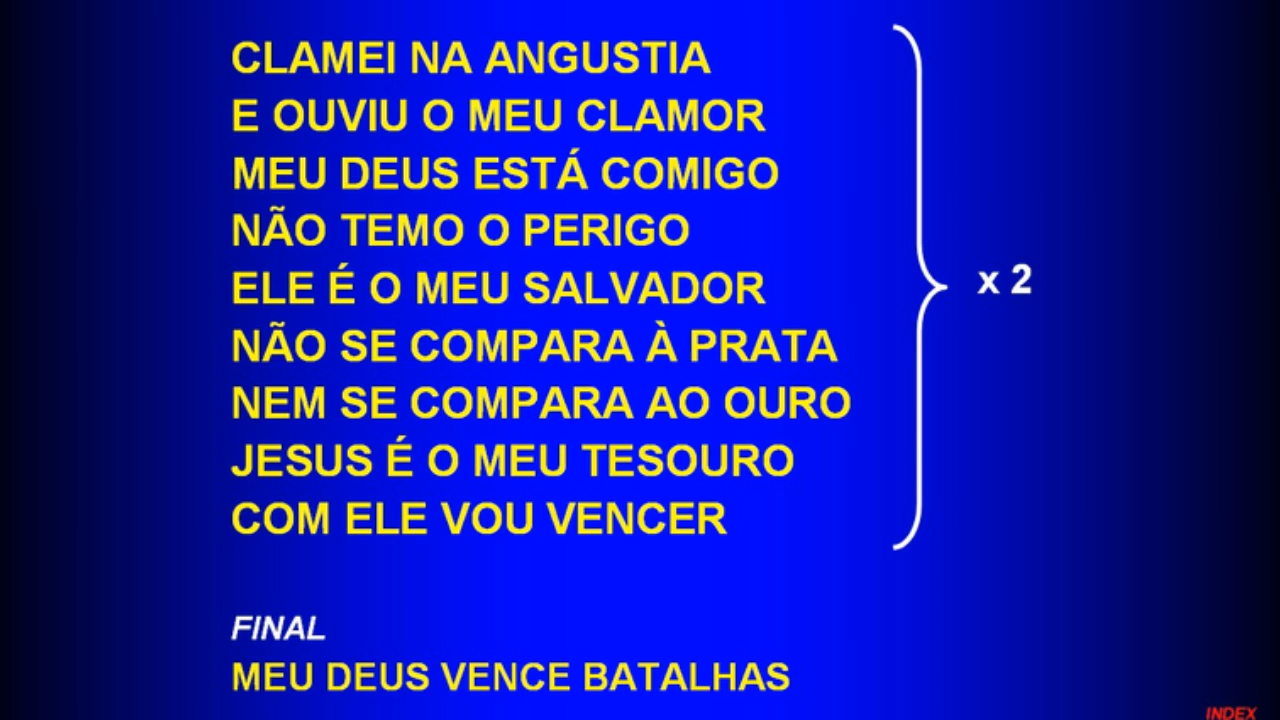 CLAMEI NA ANGUSTIA
E OUVIU O MEU CLAMOR
MEU DEUS ESTÁ COMIGO
NÃO TEMO O PERIGO
ELE É O MEU SALVADOR
NÃO SE COMPARA À PRATA
NEM SE COMPARA AO OURO
JESUS É O MEU TESOURO
COM ELE VOU VENCER
x 2
FINAL
MEU DEUS VENCE BATALHAS
INDEX